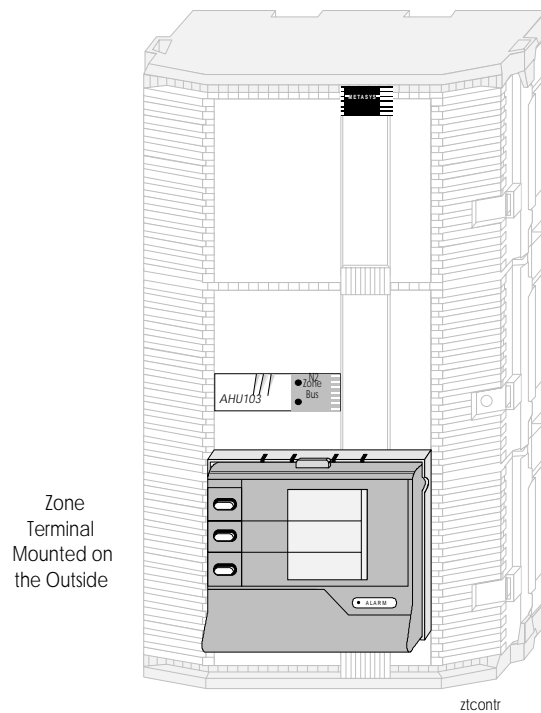 METASYS
N2
Zone
Bus
AHU103
Zone
Terminal
Mounted on
the Outside
ALARM
ztcontr